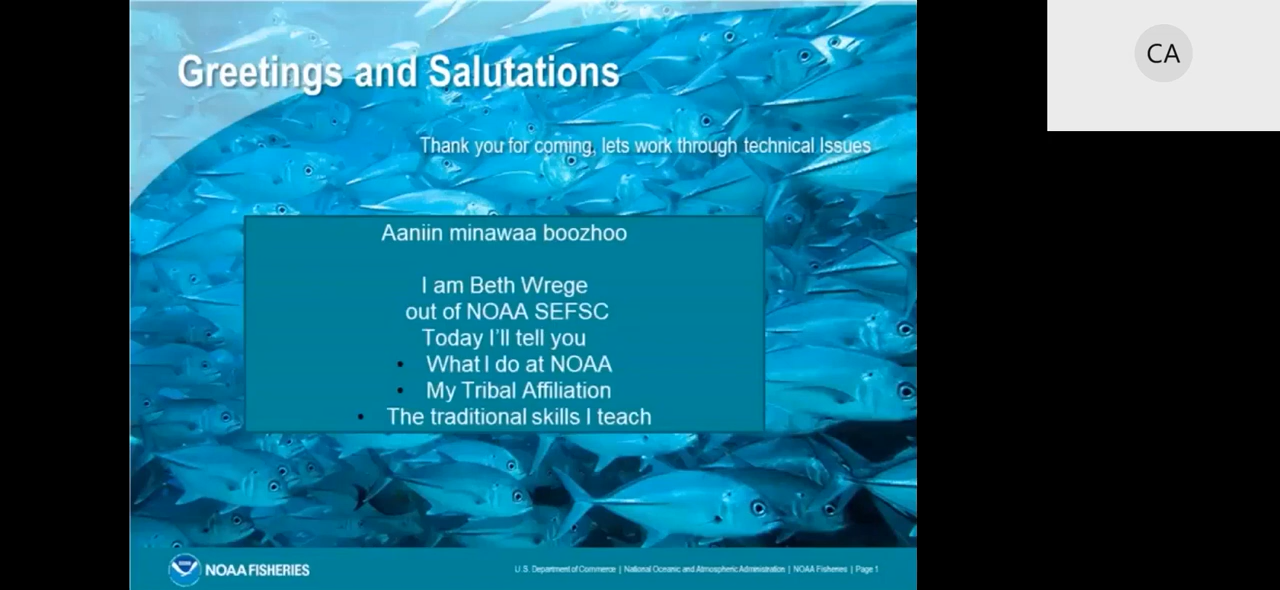 Greetings and Salutations
CA
Thank you for coming, lets work through technical Issues
Aaniin minawaa boozhoo
I am Beth Wrege
out of NOAA SEFSC
Today I'll tell you
• What I do at NOAA
• My Tribal Affiliation
• The traditional skills I teach
NOAA FISHERIES
U.S. Department of Commerce | National Oceanic and Atmospheric Administration | NOAA Fisheries | Page 1